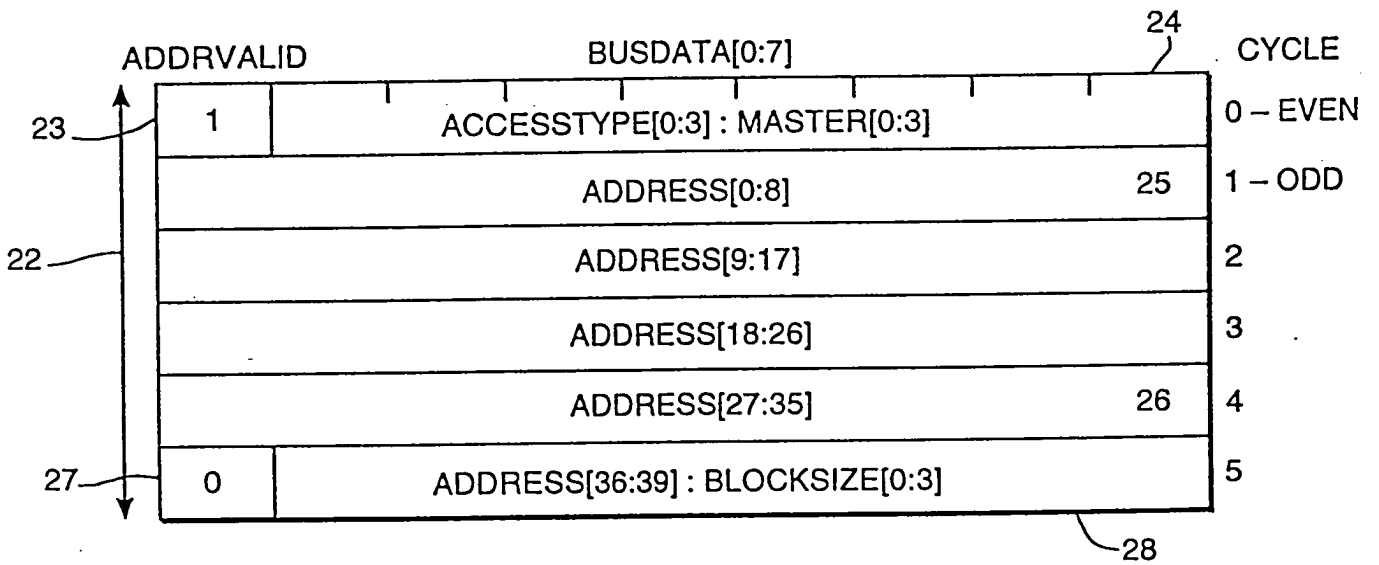 24
ADDRVALID BUSDATA[0:7] CYCLE
23 1 ACCESSTYPE[0:3] : MASTER[0:3] 0 – EVEN
ADDRESS[0:8] 25 1 – ODD
22 ADDRESS[9:17] 2
ADDRESS[18:26] 3
ADDRESS[27:35] 26 4
27 0 ADDRESS[36:39] : BLOCKSIZE[0:3] 5
28